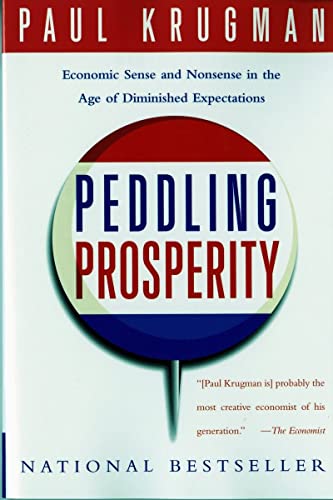 PAUL KRUGMAN
Economic Sense and Nonsense in the
Age of Diminished Expectations
PEDDLING
PROSPERITY
"[Paul Krugman is] probably the
most creative economist of his
generation." —The Economist
NATIONAL BESTSELLER